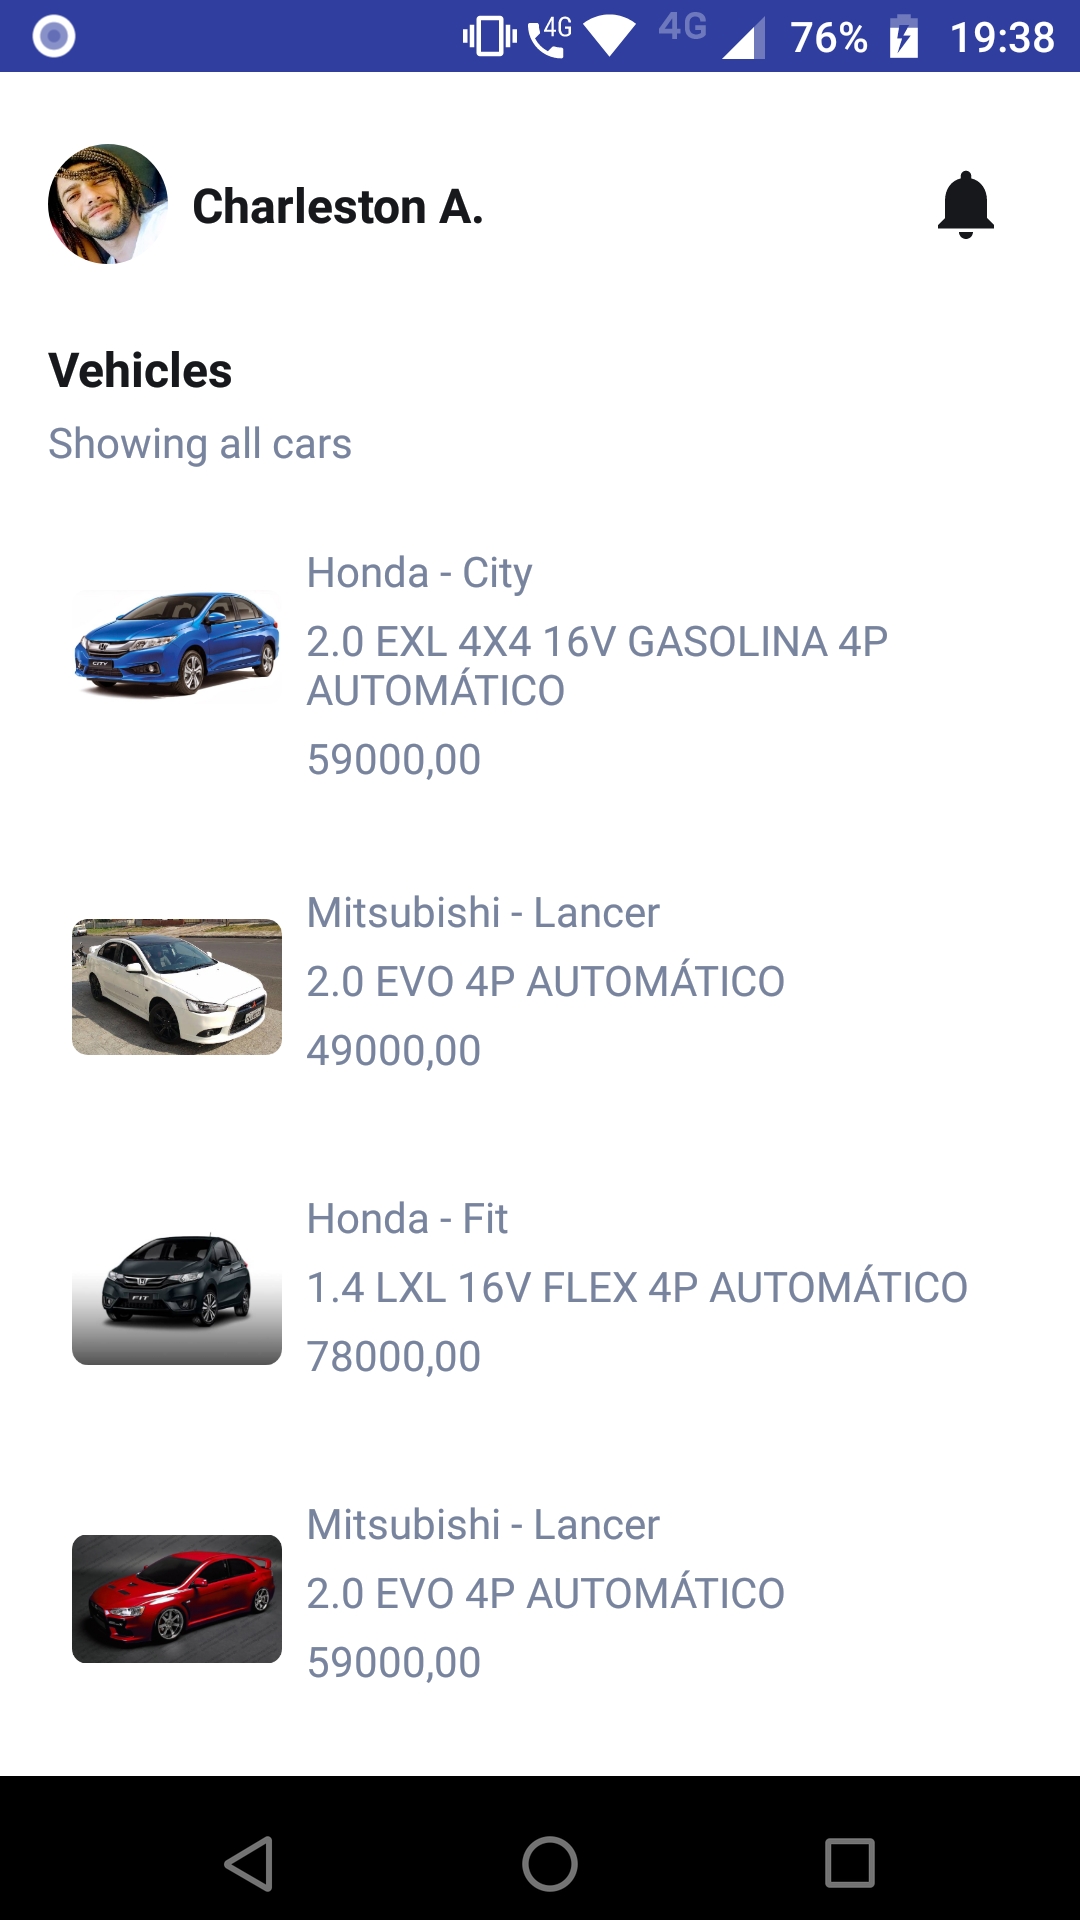 4G 4G 76% 19:38
Charleston A.
Vehicles
Showing all cars
Honda - City
2.0 EXL 4X4 16V GASOLINA 4P
AUTOMÁTICO
59000,00
CITY
Mitsubishi - Lancer
2.0 EVO 4P AUTOMÁTICO
49000,00
Honda - Fit
1.4 LXL 16V FLEX 4P AUTOMÁTICO
78000,00
FIT
Mitsubishi - Lancer
2.0 EVO 4P AUTOMÁTICO
59000,00